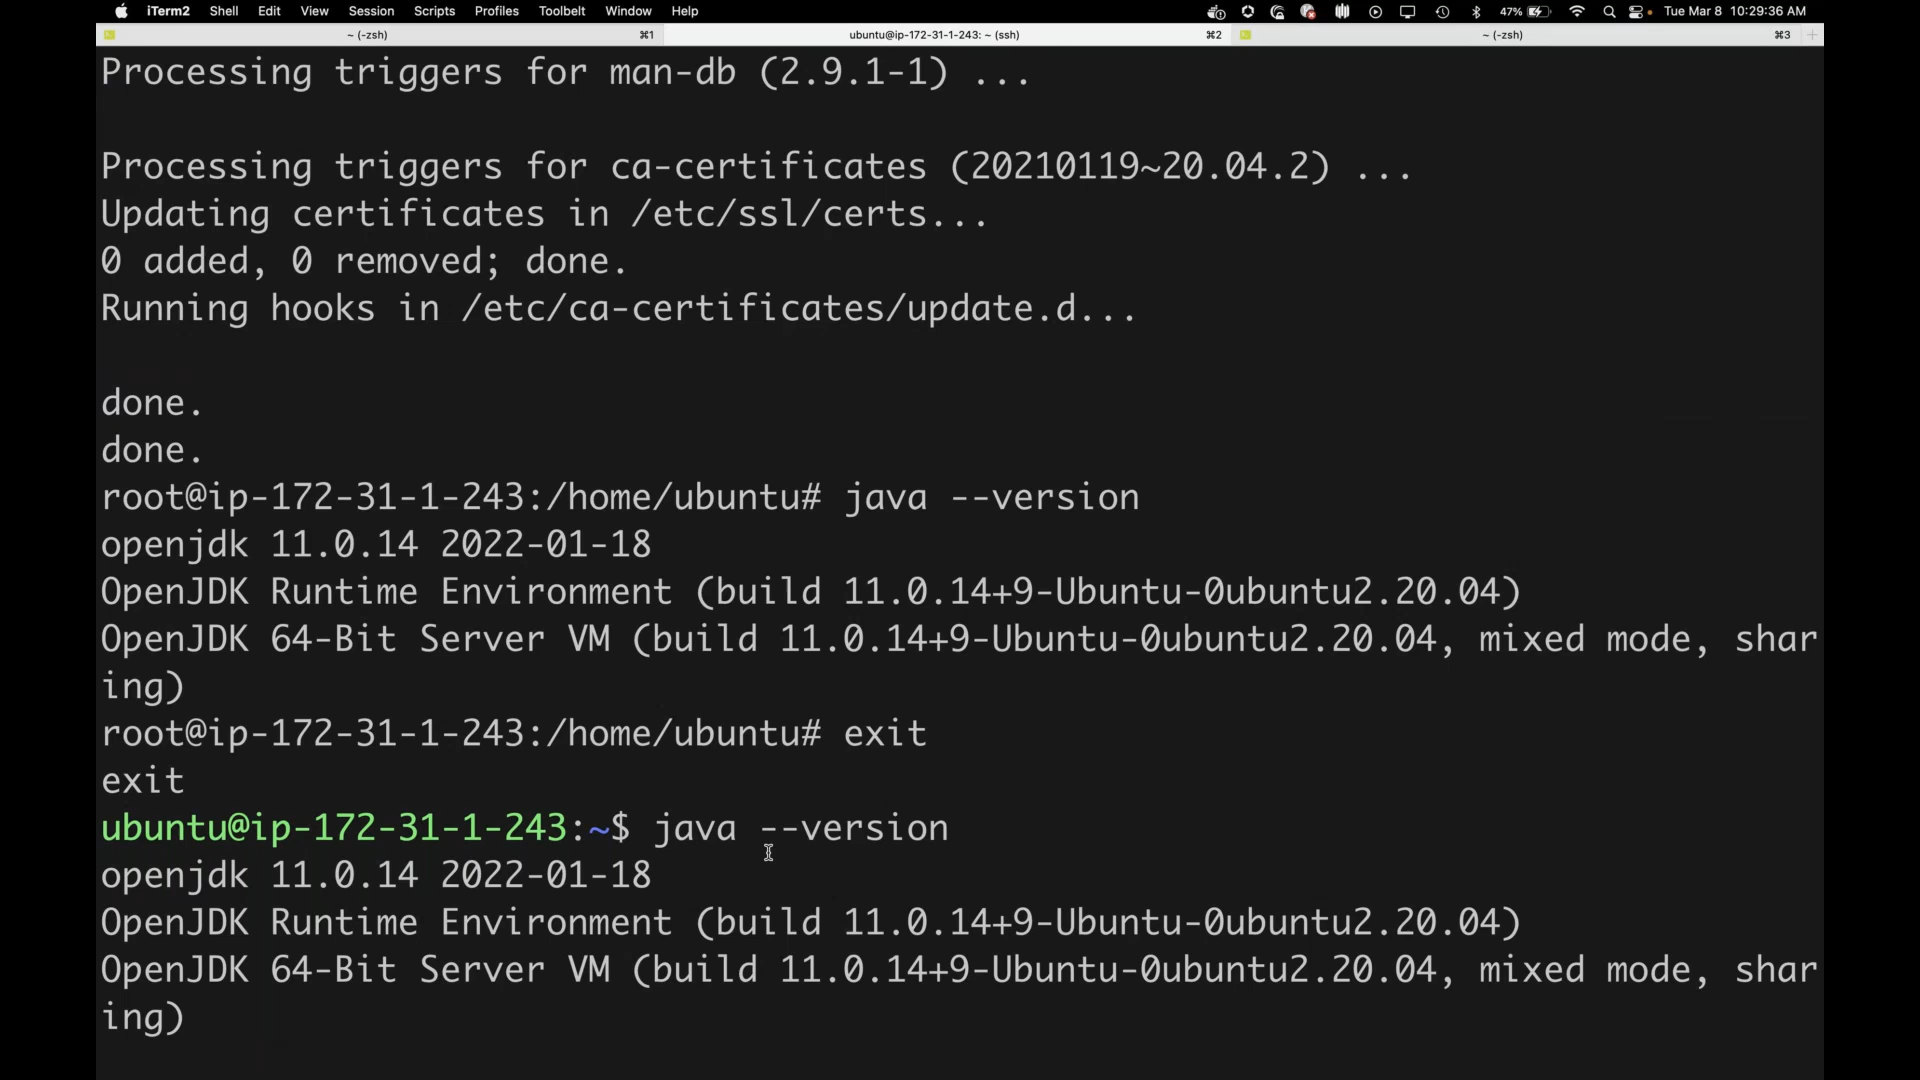 iTerm2 Shell Edit View Session Scripts Profiles Toolbelt Window Help 47% Tue Mar 8 10:29:36 AM
~ (-zsh) ⌘1 ubuntu@ip-172-31-1-243: ~ (ssh) ⌘2 ~ (-zsh) ⌘3
Processing triggers for man-db (2.9.1-1) ...
Processing triggers for ca-certificates (20210119~20.04.2) ...
Updating certificates in /etc/ssl/certs...
0 added, 0 removed; done.
Running hooks in /etc/ca-certificates/update.d...
done.
done.
root@ip-172-31-1-243:/home/ubuntu# java --version
openjdk 11.0.14 2022-01-18
OpenJDK Runtime Environment (build 11.0.14+9-Ubuntu-0ubuntu2.20.04)
OpenJDK 64-Bit Server VM (build 11.0.14+9-Ubuntu-0ubuntu2.20.04, mixed mode, shar
ing)
root@ip-172-31-1-243:/home/ubuntu# exit
exit
ubuntu@ip-172-31-1-243:~$ java --version
openjdk 11.0.14 2022-01-18
OpenJDK Runtime Environment (build 11.0.14+9-Ubuntu-0ubuntu2.20.04)
OpenJDK 64-Bit Server VM (build 11.0.14+9-Ubuntu-0ubuntu2.20.04, mixed mode, shar
ing)